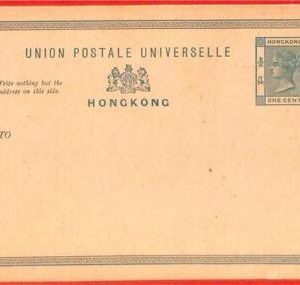 UNION POSTALE UNIVERSELLE
Write nothing but the
address on this side.
HONGKONG
HONGKONG
ONE CENT
TO